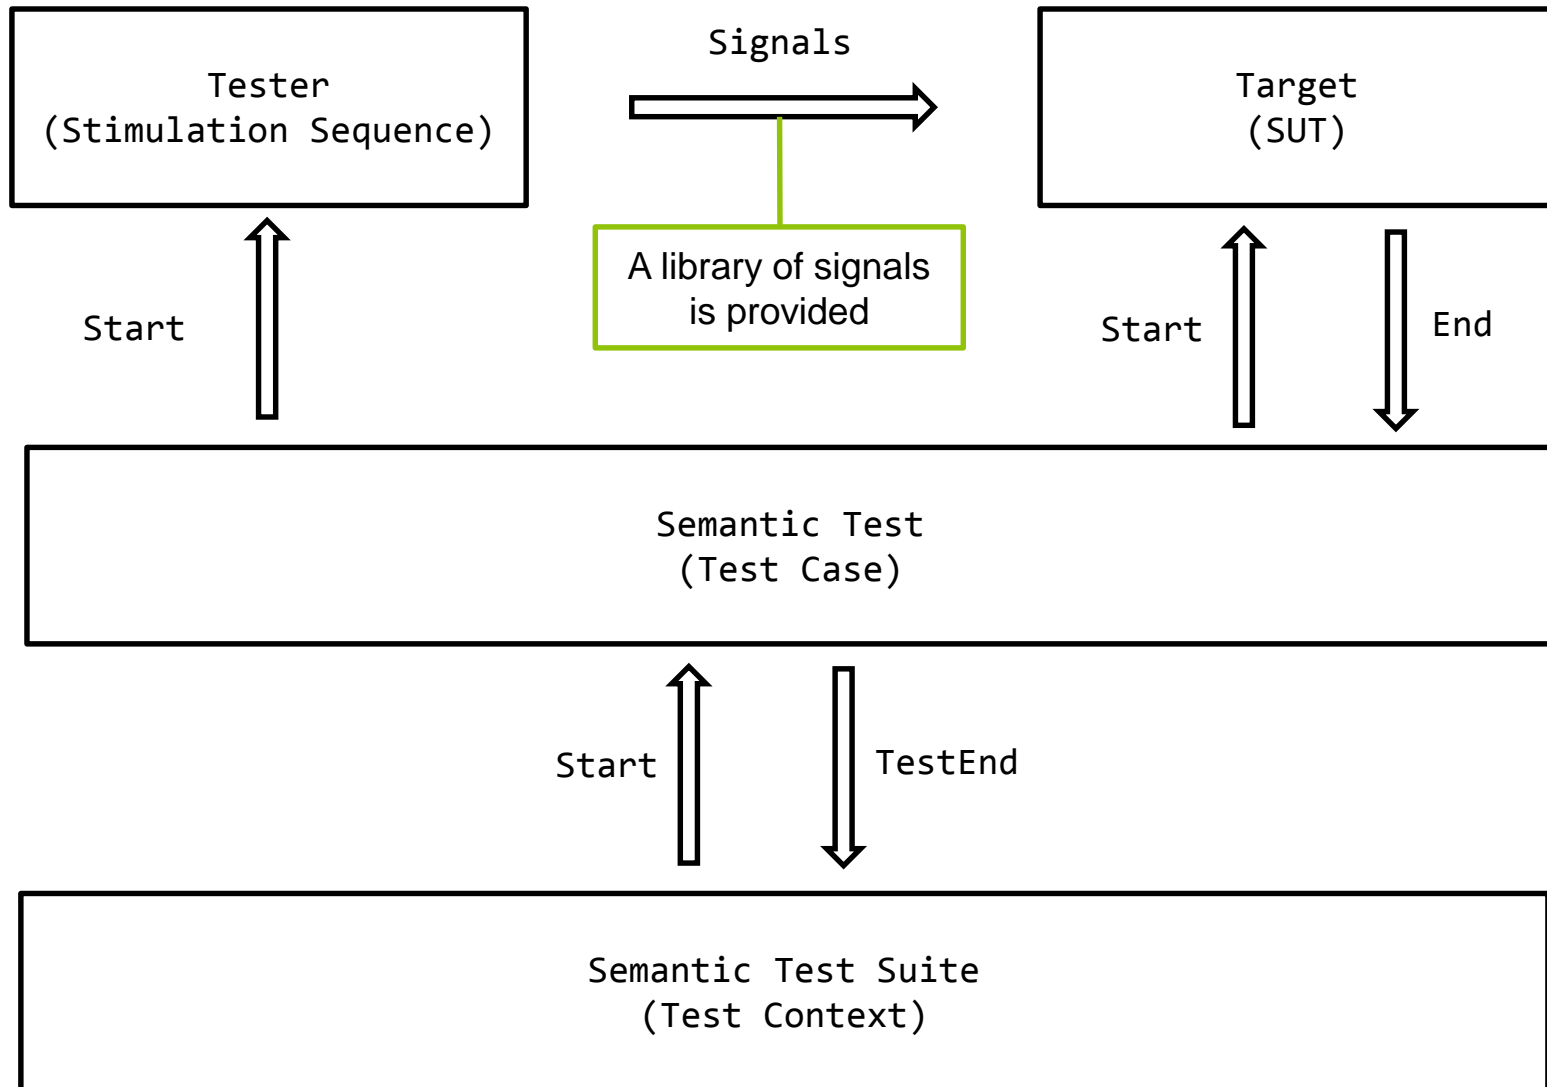 Signals
Tester
(Stimulation Sequence)
Target
(SUT)
A library of signals
is provided
Start
Start
End
Semantic Test
(Test Case)
Start
TestEnd
Semantic Test Suite
(Test Context)